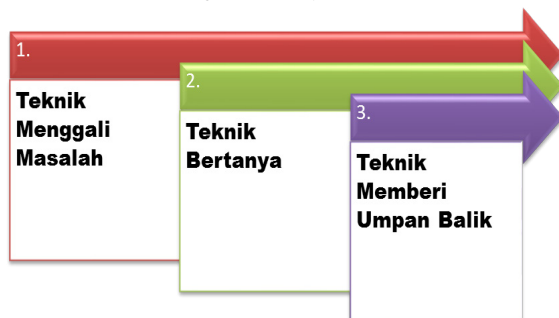 1.
Teknik
Menggali
Masalah
2.
Teknik
Bertanya
3.
Teknik
Memberi
Umpan Balik